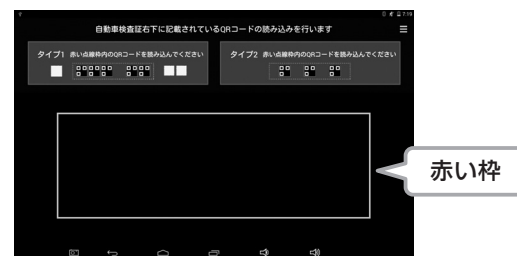 7:19
自動車検査証右下に記載されているQRコードの読み込みを行います
タイプ1 赤い点線枠内のQRコードを読み込んでください
タイプ2 赤い点線枠内のQRコードを読み込んでください
赤い枠